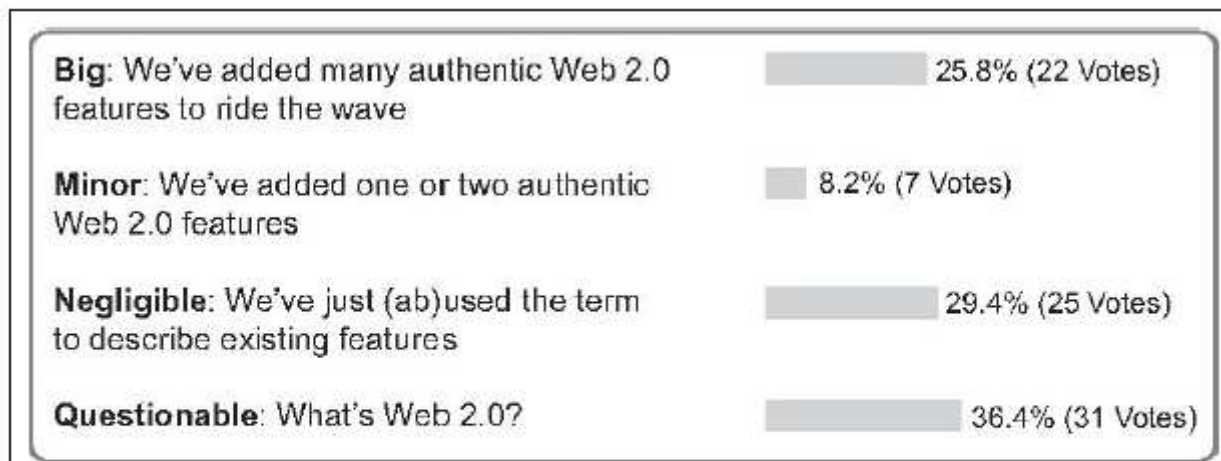 Big: We've added many authentic Web 2.0 25.8% (22 Votes)
features to ride the wave
Minor: We've added one or two authentic 8.2% (7 Votes)
Web 2.0 features
Negligible: We've just (ab)used the term 29.4% (25 Votes)
to describe existing features
Questionable: What's Web 2.0? 36.4% (31 Votes)